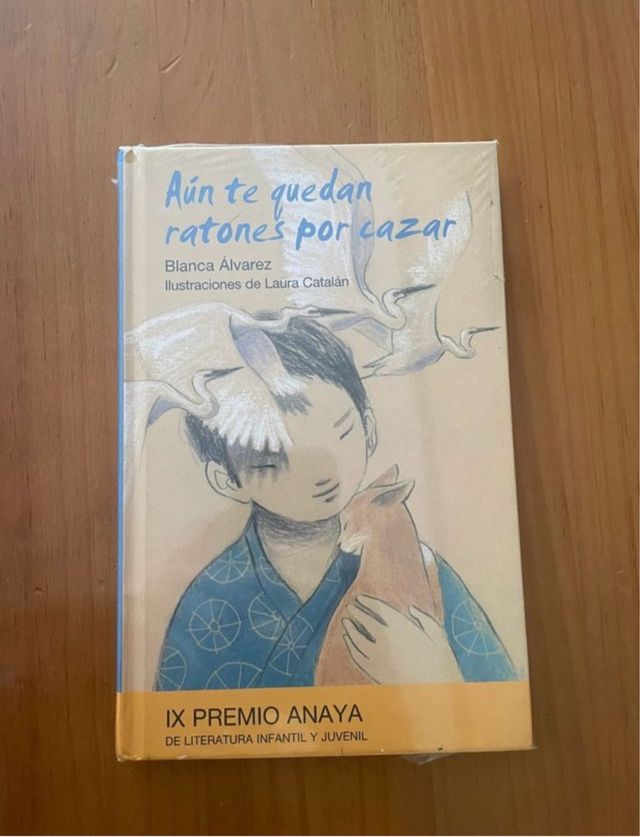 Aún te quedan
ratones por cazar
Blanca Álvarez
Ilustraciones de Laura Catalán
IX PREMIO ANAYA
DE LITERATURA INFANTIL Y JUVENIL